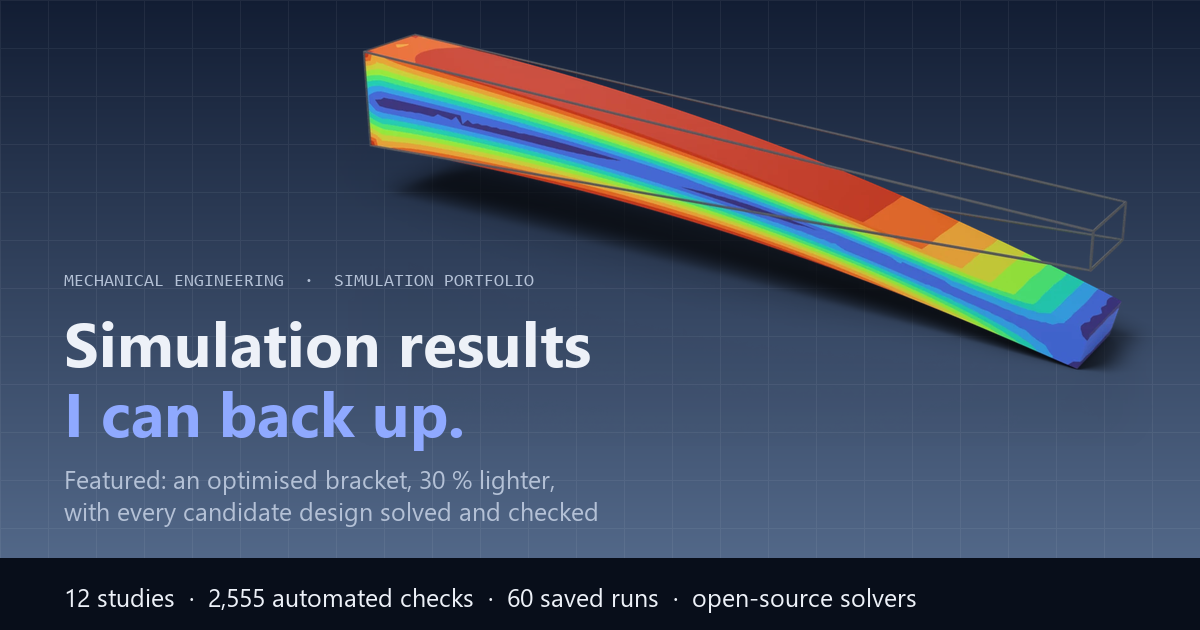 MECHANICAL ENGINEERING · SIMULATION PORTFOLIO
Simulation results
I can back up.
Featured: an optimised bracket, 30 % lighter,
with every candidate design solved and checked
12 studies · 2,555 automated checks · 60 saved runs · open-source solvers